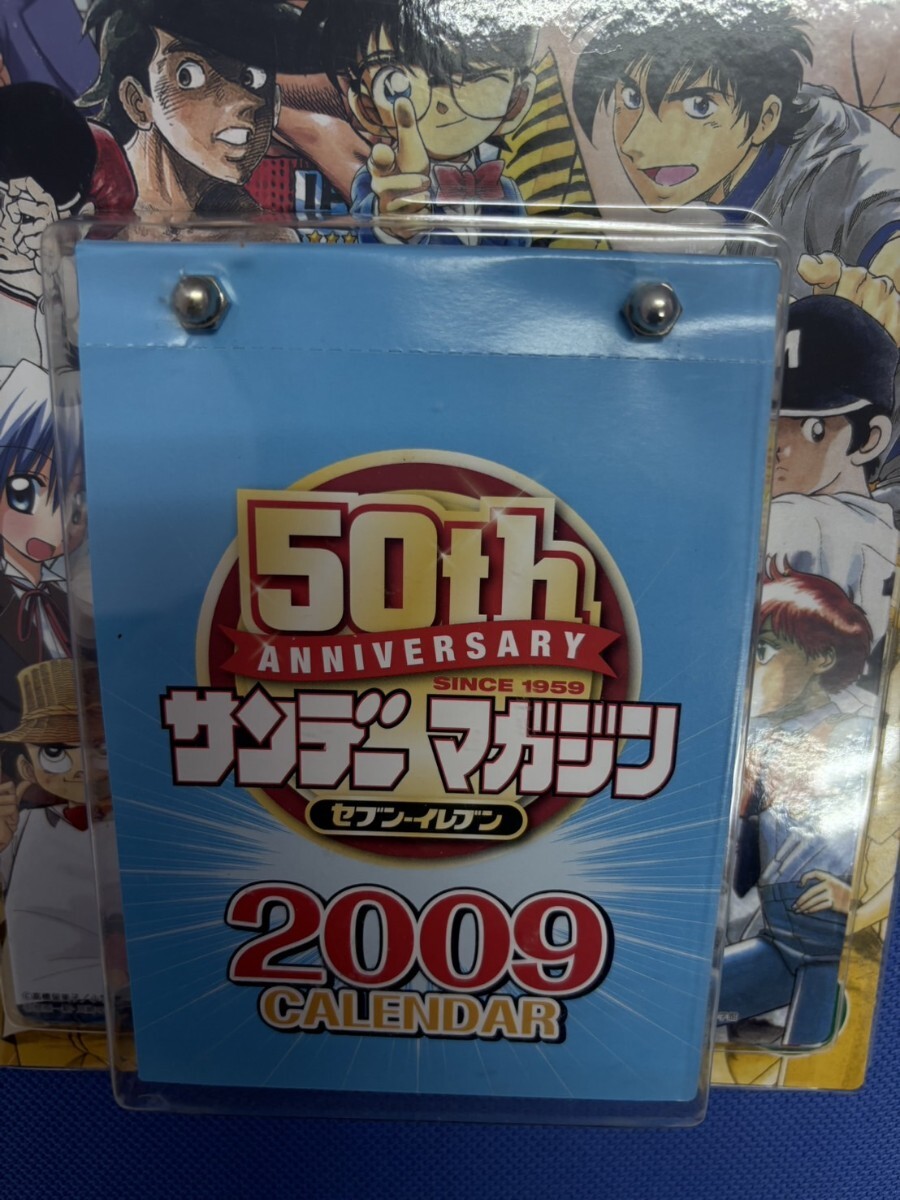 50th
ANNIVERSARY
SINCE 1959
サンデー マガジン
セブン-イレブン
2009
CALENDAR